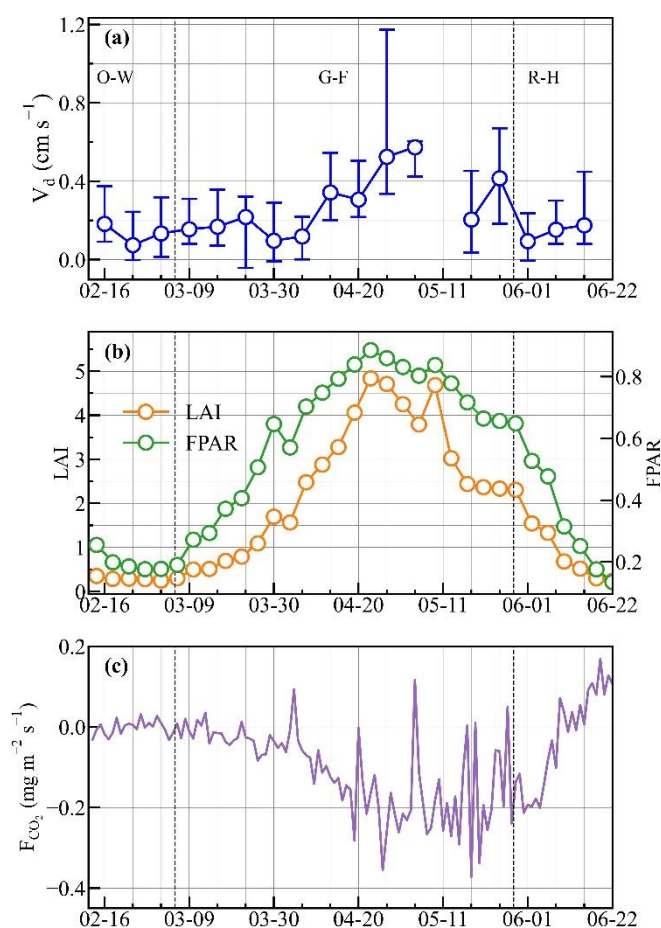 (a)
O-W G-F R-H
1.2
0.8
0.4
0.0
V_d (cm s⁻¹)
02-16 03-09 03-30 04-20 05-11 06-01 06-22
(b)
5
4
3
2
1
0
LAI
LAI
FPAR
0.8
0.6
0.4
0.2
FPAR
02-16 03-09 03-30 04-20 05-11 06-01 06-22
(c)
0.2
0.0
−0.2
−0.4
F_CO₂ (mg m⁻² s⁻¹)
02-16 03-09 03-30 04-20 05-11 06-01 06-22